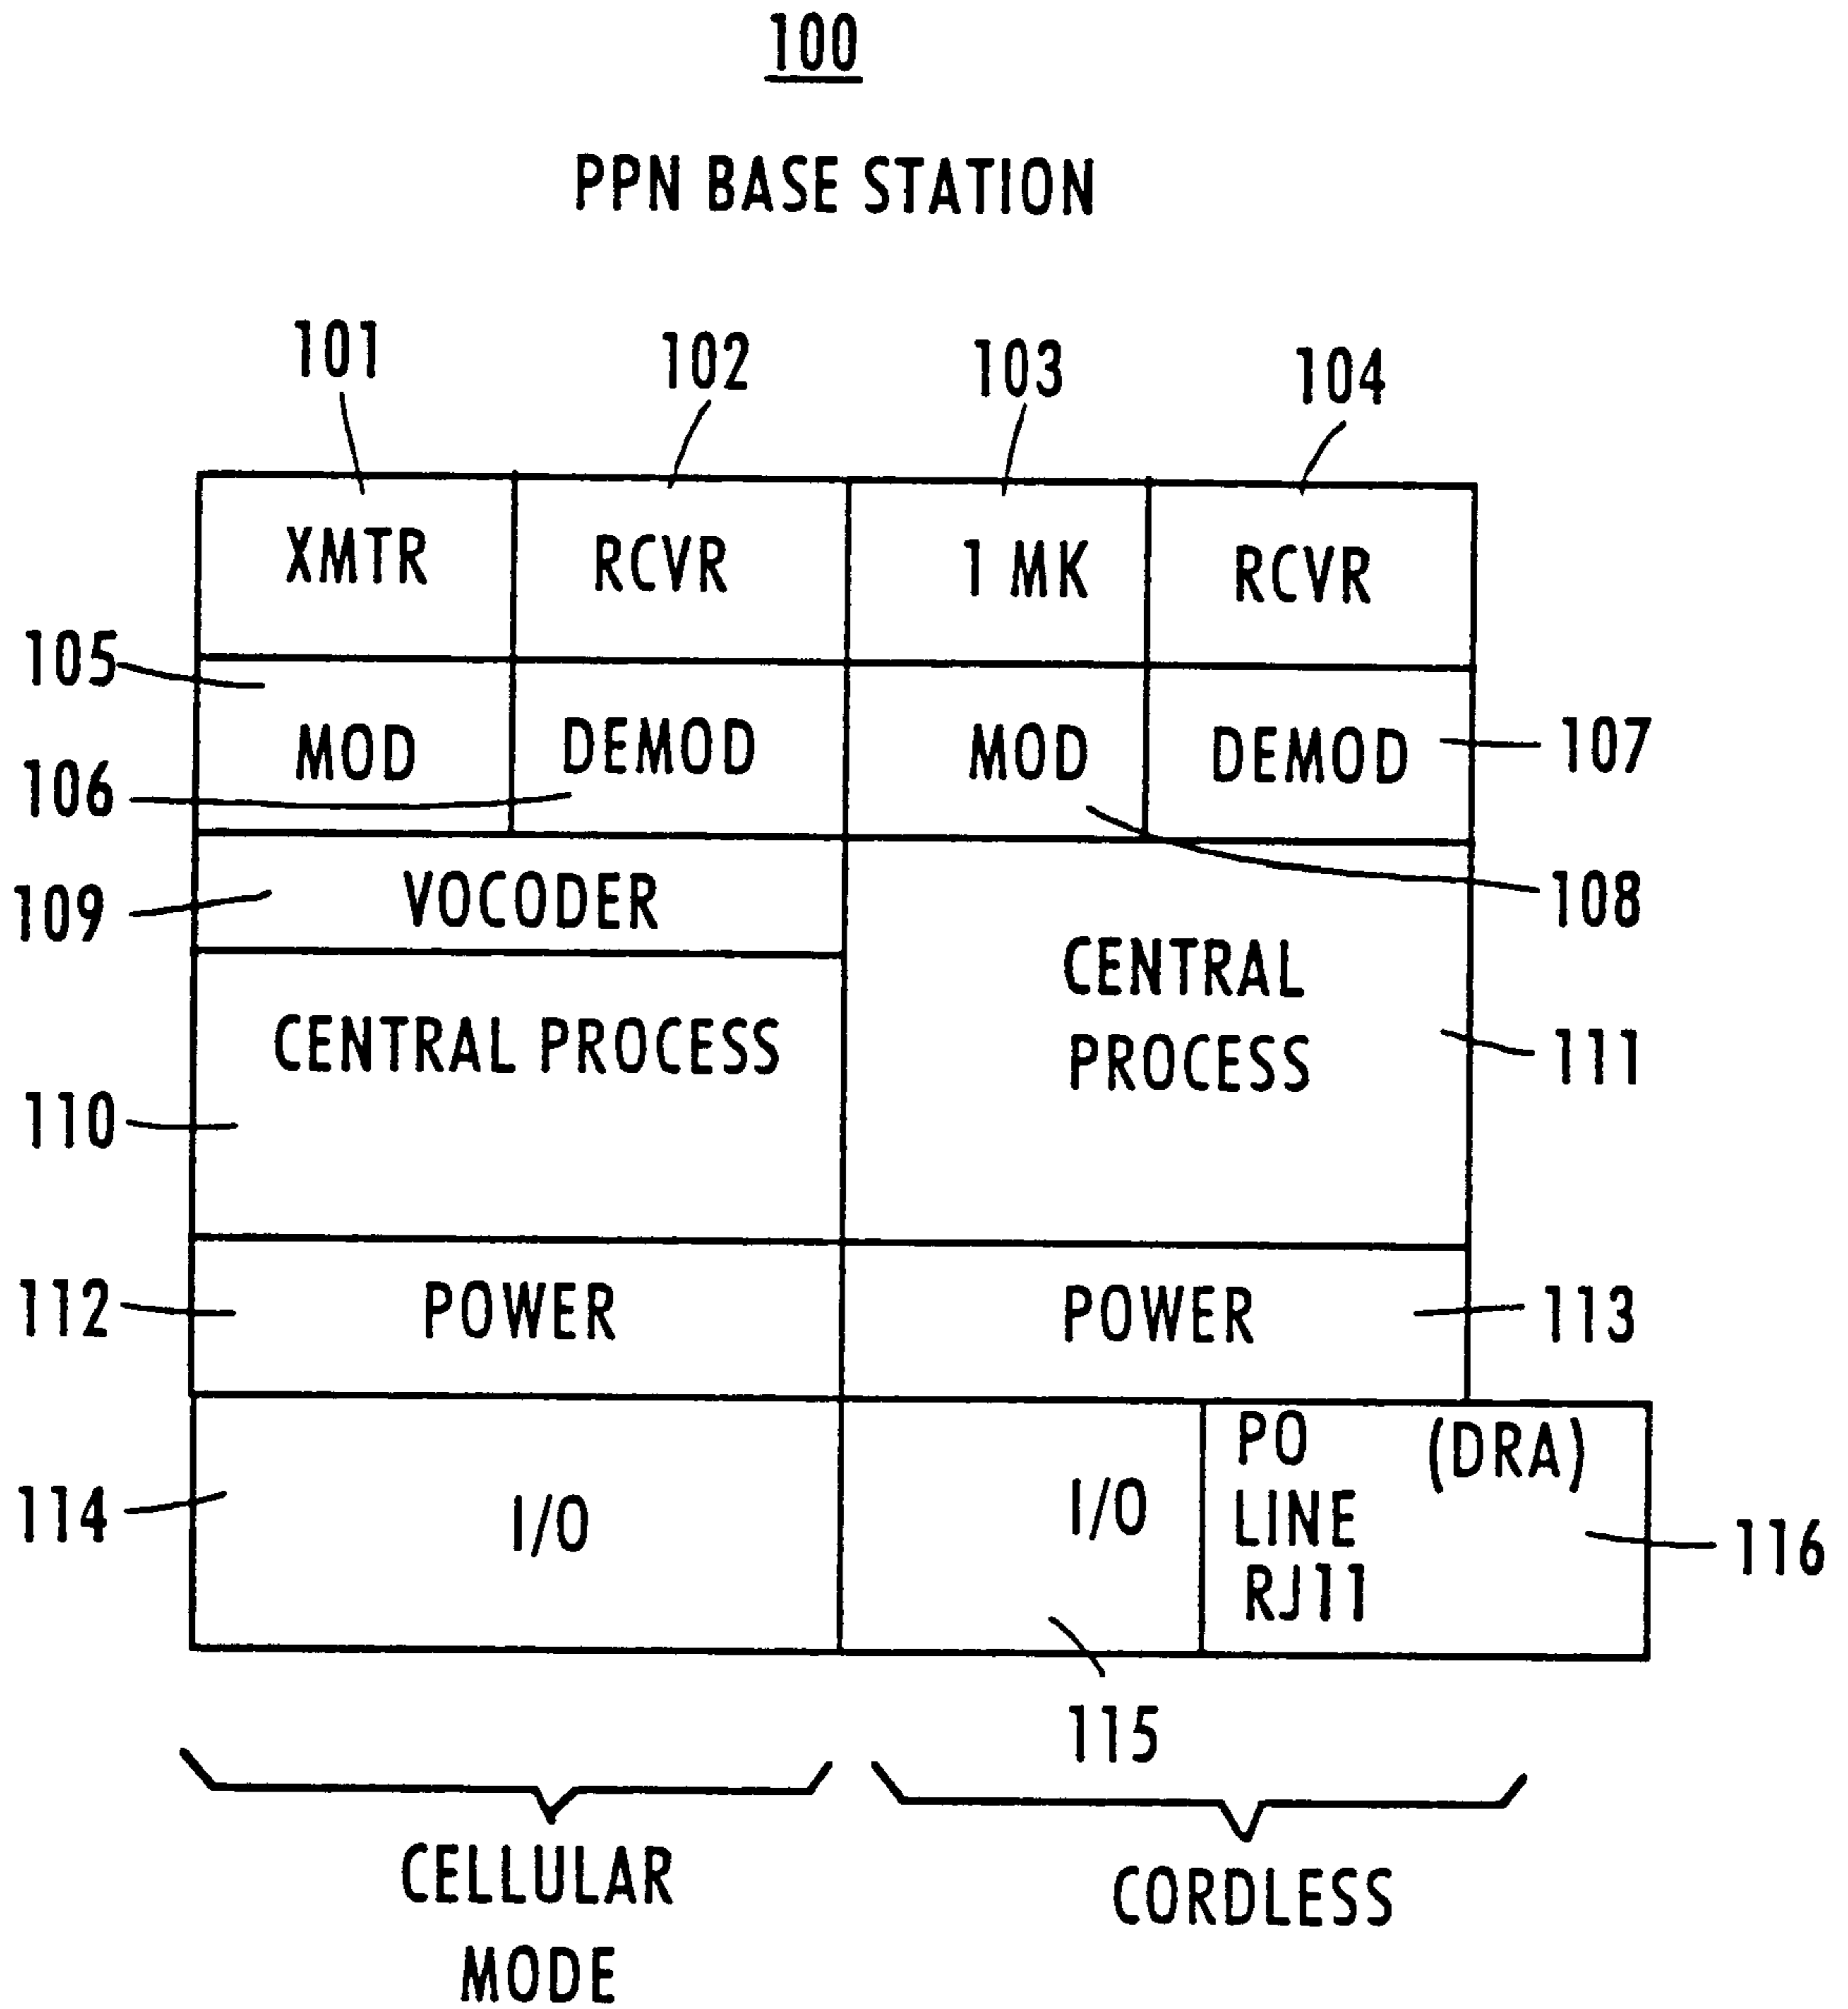 100
PPN BASE STATION
101
102
103
104
XMTR
RCVR
1 MK
RCVR
105
MOD
DEMOD
MOD
DEMOD
107
106
109
VOCODER
108
CENTRAL PROCESS
CENTRAL
PROCESS
110
111
112
POWER
POWER
113
114
I/O
I/O
PO (DRA)
LINE
RJ11
116
115
CELLULAR
MODE
CORDLESS